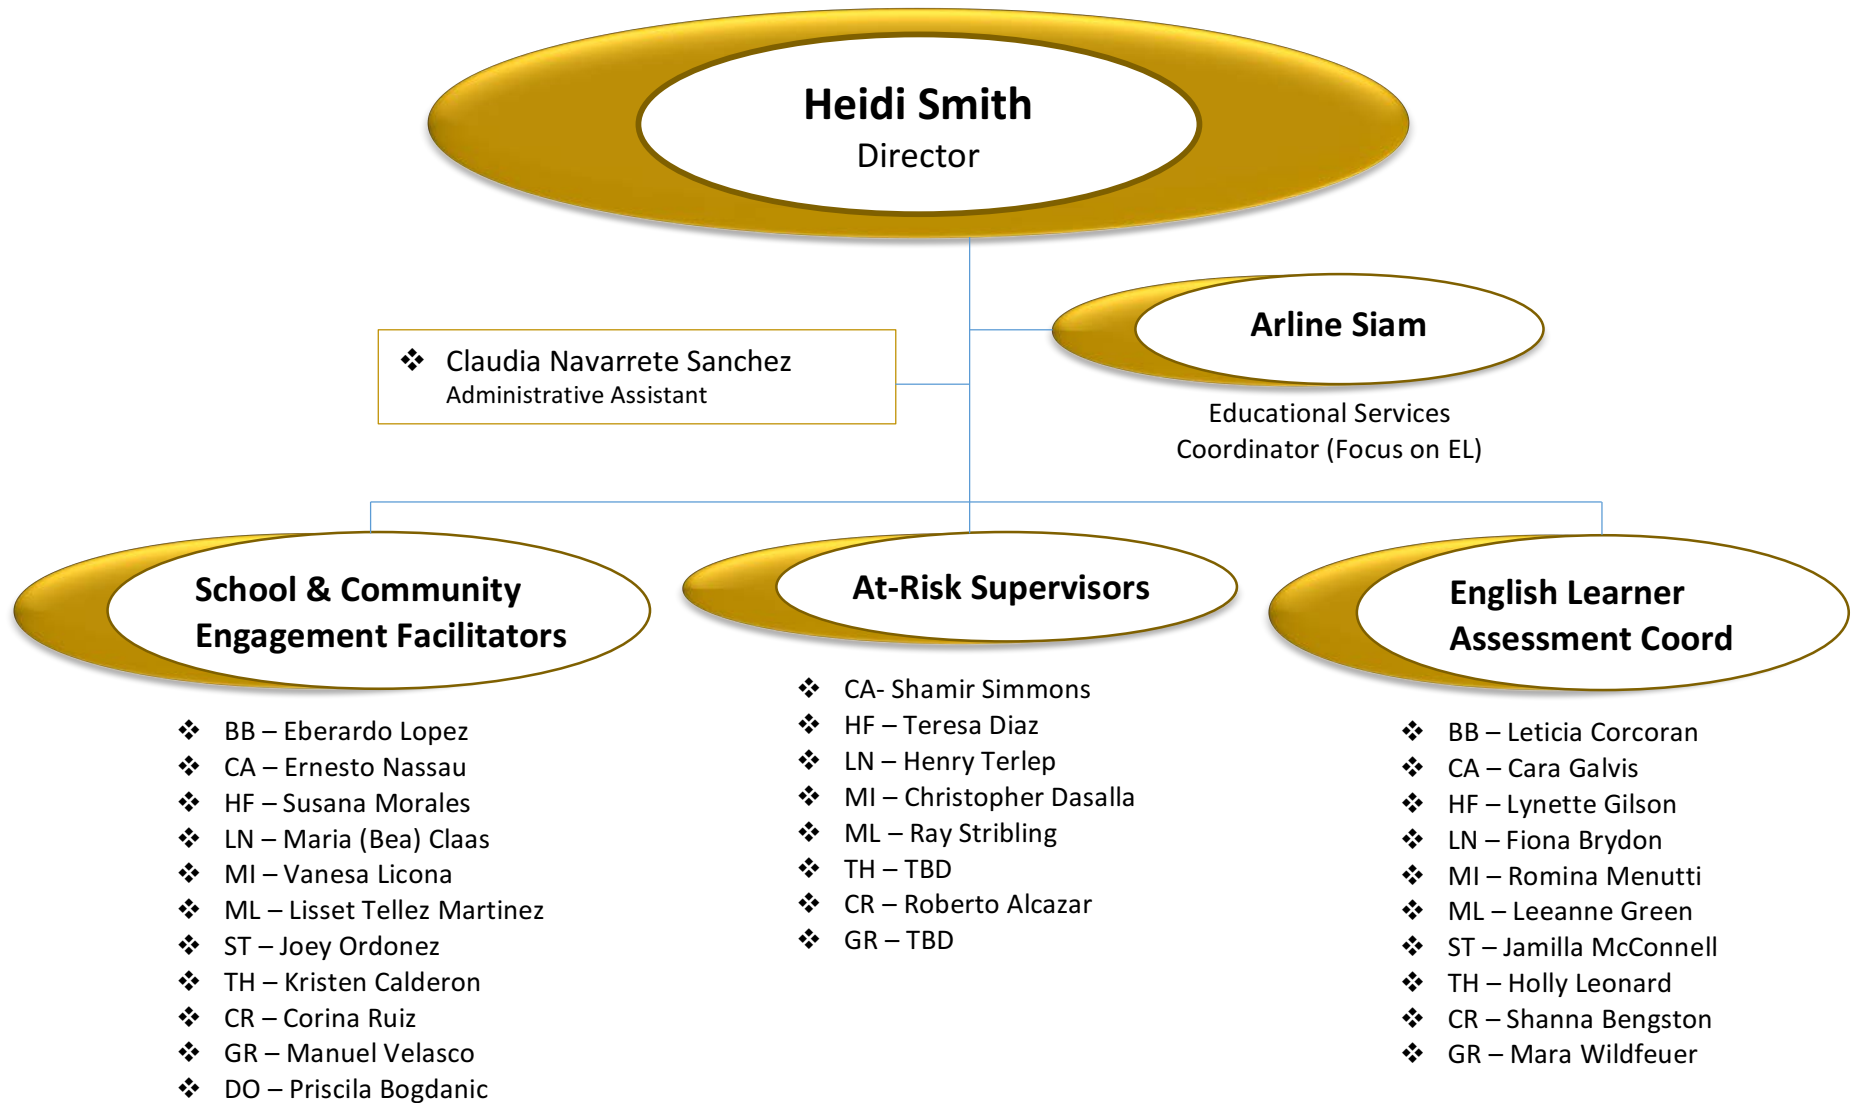 Heidi Smith
Director
Arline Siam
Educational Services
Coordinator (Focus on EL)
❖ Claudia Navarrete Sanchez
Administrative Assistant
School & Community
Engagement Facilitators
❖ BB – Eberardo Lopez
❖ CA – Ernesto Nassau
❖ HF – Susana Morales
❖ LN – Maria (Bea) Claas
❖ MI – Vanesa Licona
❖ ML – Lisset Tellez Martinez
❖ ST – Joey Ordonez
❖ TH – Kristen Calderon
❖ CR – Corina Ruiz
❖ GR – Manuel Velasco
❖ DO – Priscila Bogdanic
At-Risk Supervisors
❖ CA- Shamir Simmons
❖ HF – Teresa Diaz
❖ LN – Henry Terlep
❖ MI – Christopher Dasalla
❖ ML – Ray Stribling
❖ TH – TBD
❖ CR – Roberto Alcazar
❖ GR – TBD
English Learner
Assessment Coord
❖ BB – Leticia Corcoran
❖ CA – Cara Galvis
❖ HF – Lynette Gilson
❖ LN – Fiona Brydon
❖ MI – Romina Menutti
❖ ML – Leeanne Green
❖ ST – Jamilla McConnell
❖ TH – Holly Leonard
❖ CR – Shanna Bengston
❖ GR – Mara Wildfeuer